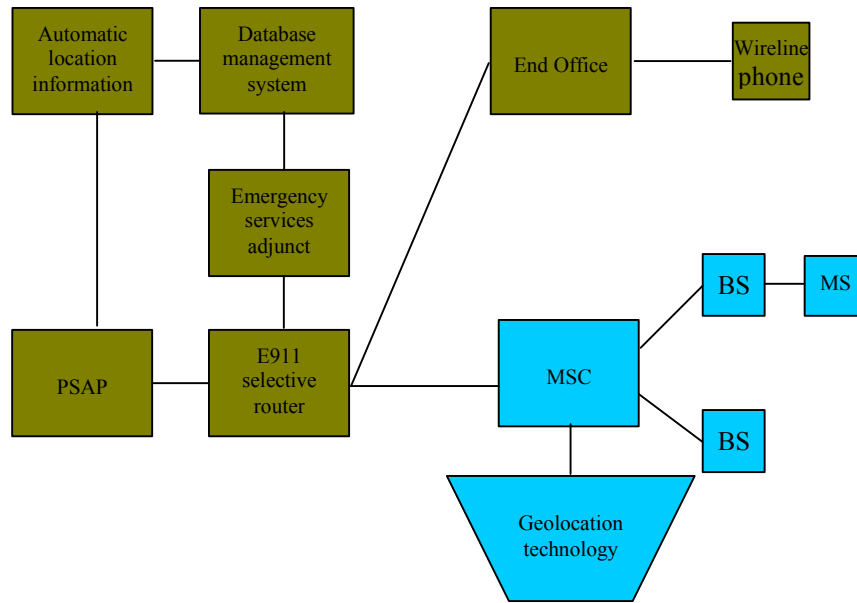 Automatic
location
information
Database
management
system
End Office
Wireline
phone
Emergency
services
adjunct
BS
MS
PSAP
E911
selective
router
MSC
BS
Geolocation
technology